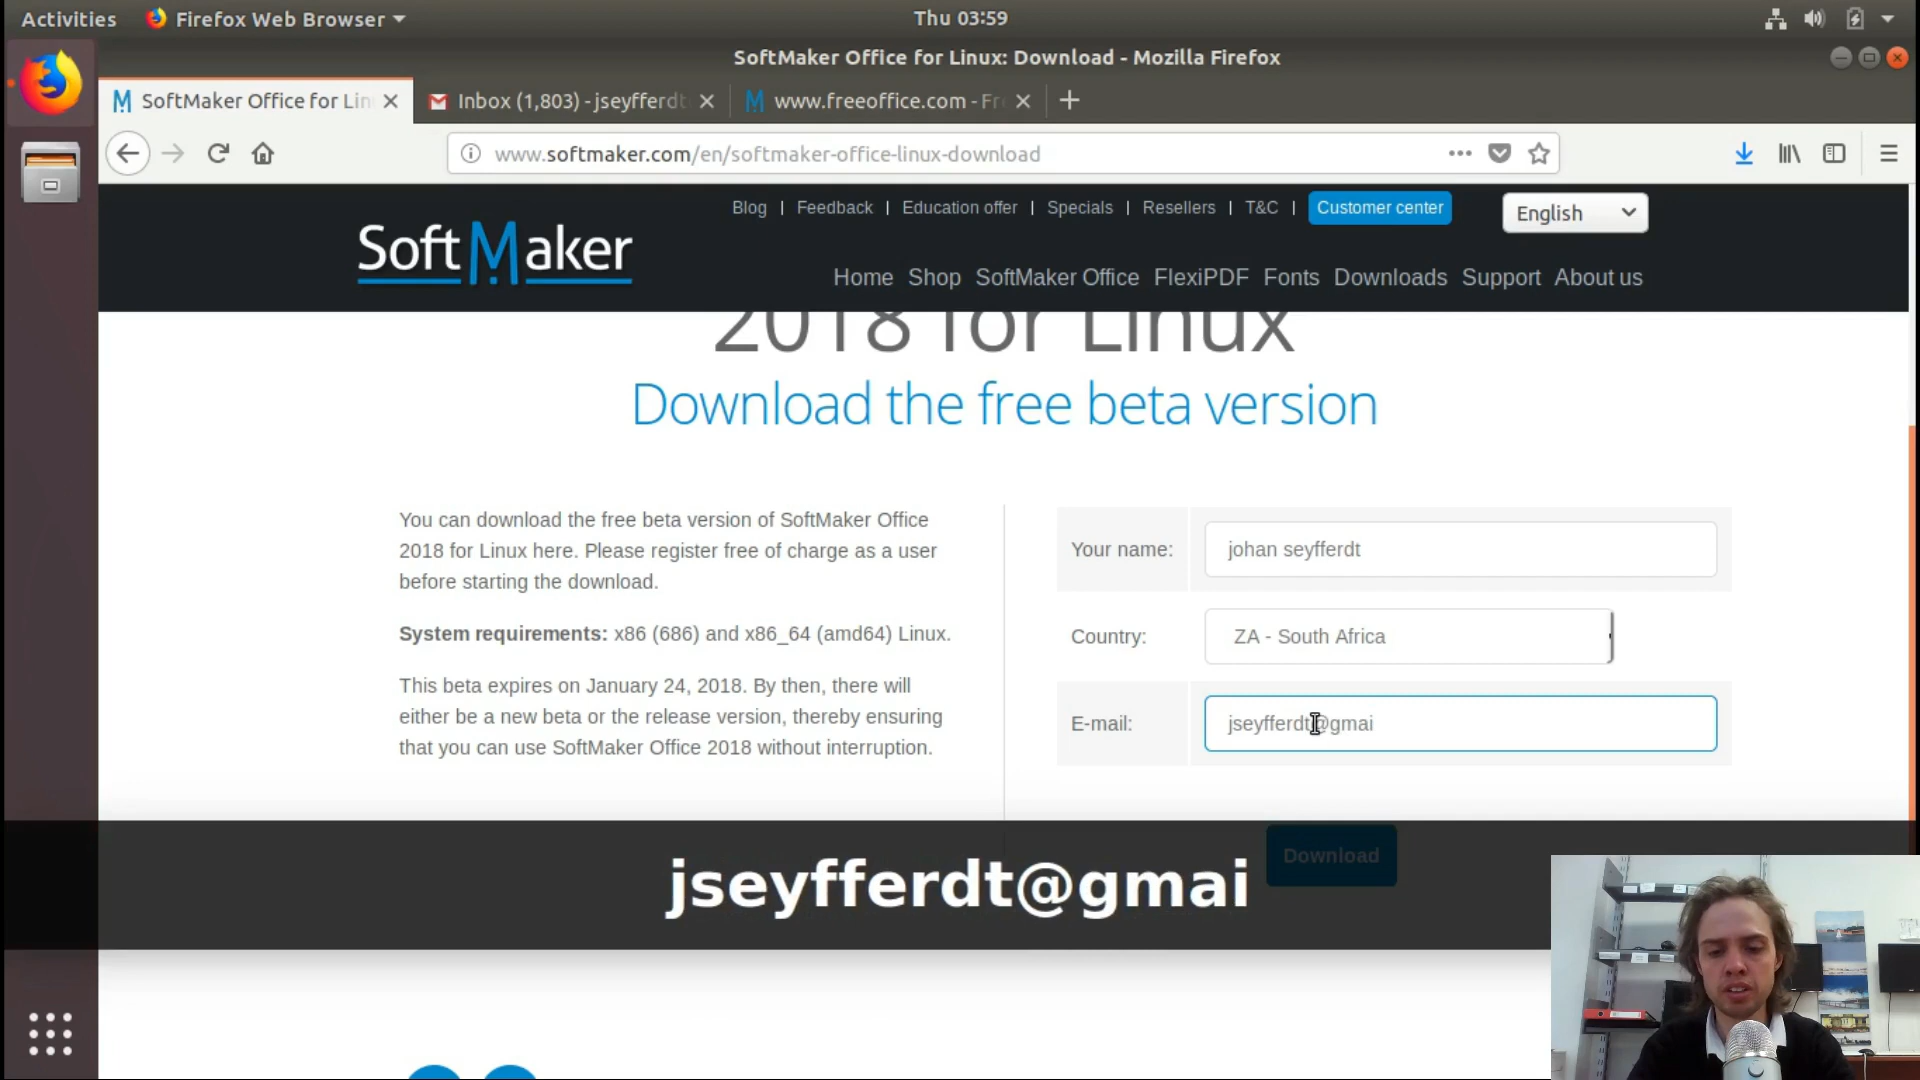 Activities Firefox Web Browser Thu 03:59
SoftMaker Office for Linux: Download - Mozilla Firefox
SoftMaker Office for Lin Inbox (1,803) - jseyfferdt www.freeoffice.com - Fr
www.softmaker.com/en/softmaker-office-linux-download
Blog | Feedback | Education offer | Specials | Resellers | T&C | Customer center English
SoftMaker
Home Shop SoftMaker Office FlexiPDF Fonts Downloads Support About us
2018 for Linux
Download the free beta version
You can download the free beta version of SoftMaker Office
2018 for Linux here. Please register free of charge as a user
before starting the download.
System requirements: x86 (686) and x86_64 (amd64) Linux.
This beta expires on January 24, 2018. By then, there will
either be a new beta or the release version, thereby ensuring
that you can use SoftMaker Office 2018 without interruption.
Your name: johan seyfferdt
Country: ZA - South Africa
E-mail: jseyfferdt@gmai
Download
jseyfferdt@gmai